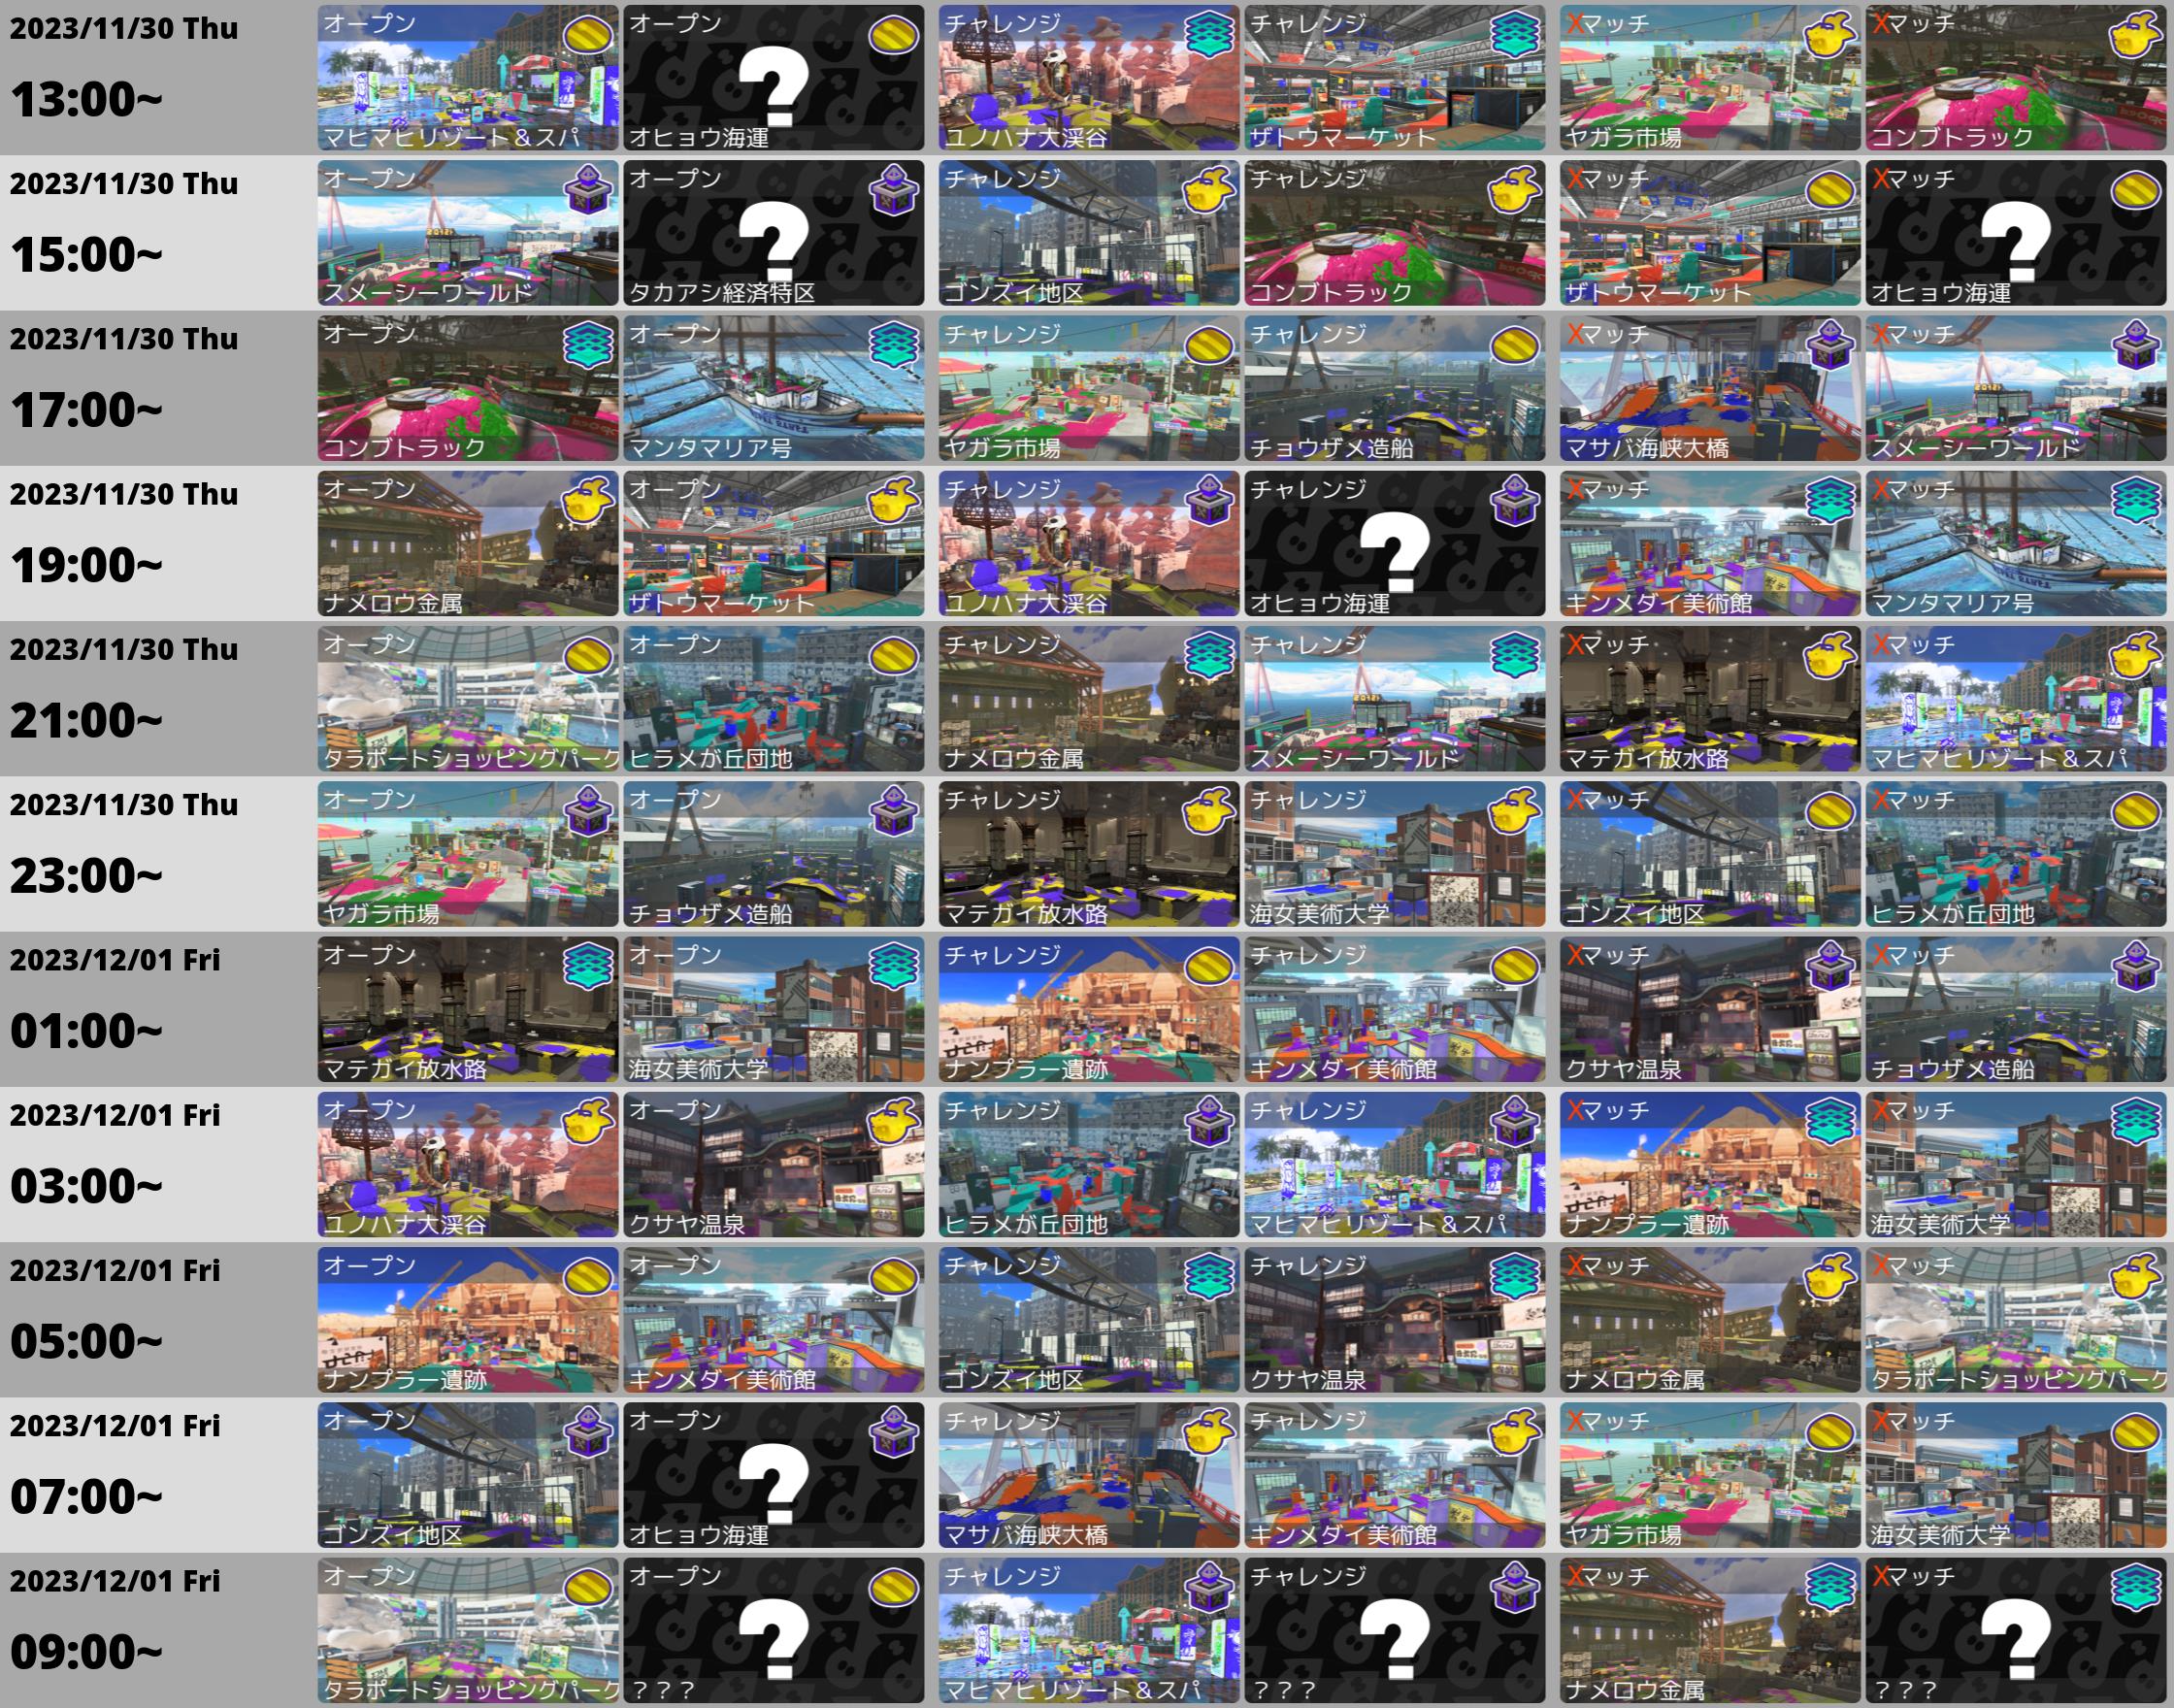 2023/11/30 Thu
13:00~
オープン
マヒマヒリゾート＆スパ
オープン
オヒョウ海運
チャレンジ
ユノハナ大渓谷
チャレンジ
ザトウマーケット
Xマッチ
ヤガラ市場
Xマッチ
コンブトラック
2023/11/30 Thu
15:00~
オープン
スメーシーワールド
オープン
タカアシ経済特区
チャレンジ
ゴンズイ地区
チャレンジ
コンブトラック
Xマッチ
ザトウマーケット
Xマッチ
オヒョウ海運
2023/11/30 Thu
17:00~
オープン
コンブトラック
オープン
マンタマリア号
チャレンジ
ヤガラ市場
チャレンジ
チョウザメ造船
Xマッチ
マサバ海峡大橋
Xマッチ
スメーシーワールド
2023/11/30 Thu
19:00~
オープン
ナメロウ金属
オープン
ザトウマーケット
チャレンジ
ユノハナ大渓谷
チャレンジ
オヒョウ海運
Xマッチ
キンメダイ美術館
Xマッチ
マンタマリア号
2023/11/30 Thu
21:00~
オープン
タラポートショッピングパーク
オープン
ヒラメが丘団地
チャレンジ
ナメロウ金属
チャレンジ
スメーシーワールド
Xマッチ
マテガイ放水路
Xマッチ
マヒマヒリゾート＆スパ
2023/11/30 Thu
23:00~
オープン
ヤガラ市場
オープン
チョウザメ造船
チャレンジ
マテガイ放水路
チャレンジ
海女美術大学
Xマッチ
ゴンズイ地区
Xマッチ
ヒラメが丘団地
2023/12/01 Fri
01:00~
オープン
マテガイ放水路
オープン
海女美術大学
チャレンジ
ナンプラー遺跡
チャレンジ
キンメダイ美術館
Xマッチ
クサヤ温泉
Xマッチ
チョウザメ造船
2023/12/01 Fri
03:00~
オープン
ユノハナ大渓谷
オープン
クサヤ温泉
チャレンジ
ヒラメが丘団地
チャレンジ
マヒマヒリゾート＆スパ
Xマッチ
ナンプラー遺跡
Xマッチ
海女美術大学
2023/12/01 Fri
05:00~
オープン
ナンプラー遺跡
オープン
キンメダイ美術館
チャレンジ
ゴンズイ地区
チャレンジ
クサヤ温泉
Xマッチ
ナメロウ金属
Xマッチ
タラポートショッピングパーク
2023/12/01 Fri
07:00~
オープン
ゴンズイ地区
オープン
オヒョウ海運
チャレンジ
マサバ海峡大橋
チャレンジ
キンメダイ美術館
Xマッチ
ヤガラ市場
Xマッチ
海女美術大学
2023/12/01 Fri
09:00~
オープン
タラポートショッピングパーク
オープン
？？？
チャレンジ
マヒマヒリゾート＆スパ
チャレンジ
？？？
Xマッチ
ナメロウ金属
Xマッチ
？？？